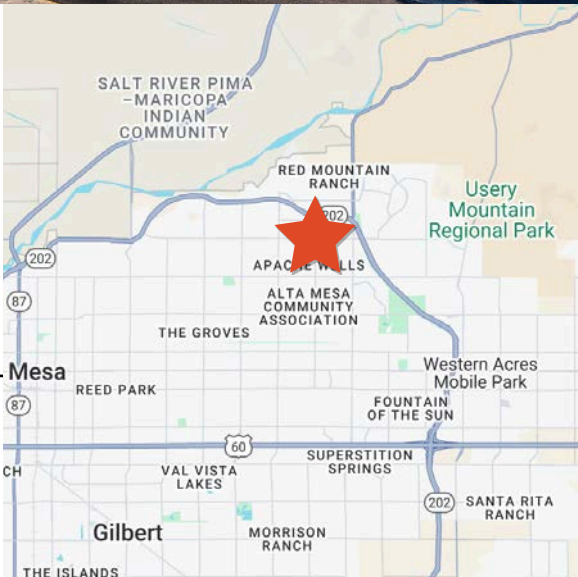 SALT RIVER PIMA
–MARICOPA
INDIAN
COMMUNITY
RED MOUNTAIN
RANCH
Usery
Mountain
Regional Park
202
202
APACHE WELLS
87
ALTA MESA
COMMUNITY
ASSOCIATION
THE GROVES
Mesa
Western Acres
Mobile Park
REED PARK
87
FOUNTAIN
OF THE SUN
60
SUPERSTITION
SPRINGS
CH
VAL VISTA
LAKES
202
SANTA RITA
RANCH
Gilbert
MORRISON
RANCH
THE ISLANDS